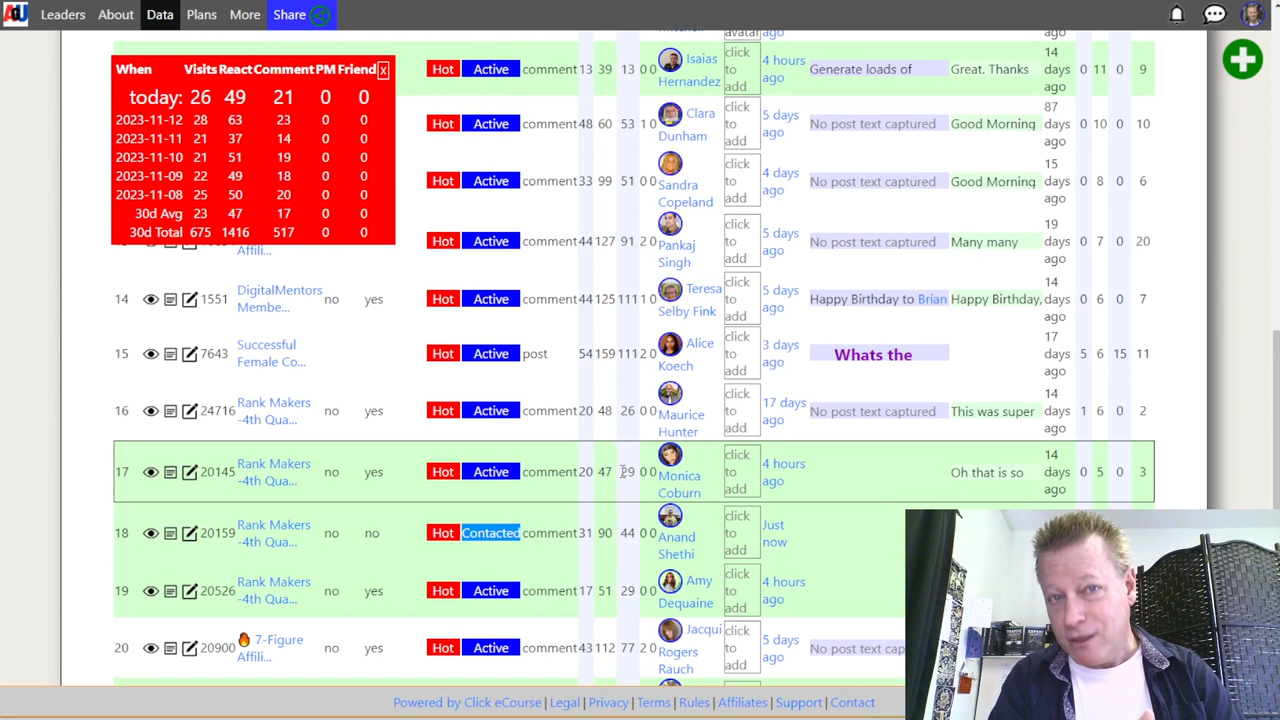 Leaders About Data Plans More Share
avatar ago
When Visits React Comment PM Friend x
today: 26 49 21 0 0
2023-11-12 28 63 23 0 0
2023-11-11 21 37 14 0 0
2023-11-10 21 51 19 0 0
2023-11-09 22 49 18 0 0
2023-11-08 25 50 20 0 0
30d Avg 23 47 17 0 0
30d Total 675 1416 517 0 0
Hot Active comment 13 39 13 0 0 Isaias Hernandez click to add 4 hours ago Generate loads of Great. Thanks 14 days ago 0 11 0 9
Hot Active comment 48 60 53 1 0 Clara Dunham click to add 5 days ago No post text captured Good Morning 87 days ago 0 10 0 10
Hot Active comment 33 99 51 0 0 Sandra Copeland click to add 4 days ago No post text captured Good Morning 15 days ago 0 8 0 6
Affili... Hot Active comment 44 127 91 2 0 Pankaj Singh click to add 5 days ago No post text captured Many many 19 days ago 0 7 0 20
14 1551 DigitalMentors Membe... no yes Hot Active comment 44 125 111 1 0 Teresa Selby Fink click to add 5 days ago Happy Birthday to Brian Happy Birthday, 14 days ago 0 6 0 7
15 7643 Successful Female Co... Hot Active post 54 159 111 2 0 Alice Koech click to add 3 days ago Whats the 17 days ago 5 6 15 11
16 24716 Rank Makers -4th Qua... no yes Hot Active comment 20 48 26 0 0 Maurice Hunter click to add 17 days ago No post text captured This was super 14 days ago 1 6 0 2
17 20145 Rank Makers -4th Qua... no yes Hot Active comment 20 47 29 0 0 Monica Coburn click to add 4 hours ago Oh that is so 14 days ago 0 5 0 3
18 20159 Rank Makers -4th Qua... no no Hot Contacted comment 31 90 44 0 0 Anand Shethi click to add Just now
19 20526 Rank Makers -4th Qua... no yes Hot Active comment 17 51 29 0 0 Amy Dequaine click to add 4 hours ago
20 20900 7-Figure Affili... no yes Hot Active comment 43 112 77 2 0 Jacqui Rogers Rauch click to add 5 days ago No post text
Powered by Click eCourse | Legal | Privacy | Terms | Rules | Affiliates | Support | Contact